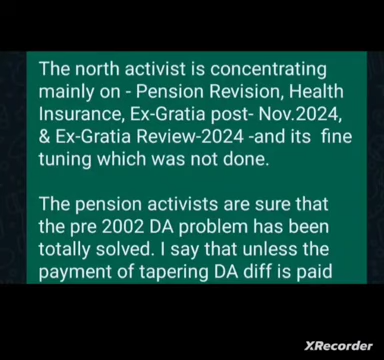 The north activist is concentrating
mainly on - Pension Revision, Health
Insurance, Ex-Gratia post- Nov.2024,
& Ex-Gratia Review-2024 -and its fine
tuning which was not done.
The pension activists are sure that
the pre 2002 DA problem has been
totally solved. I say that unless the
payment of tapering DA diff is paid
XRecorder